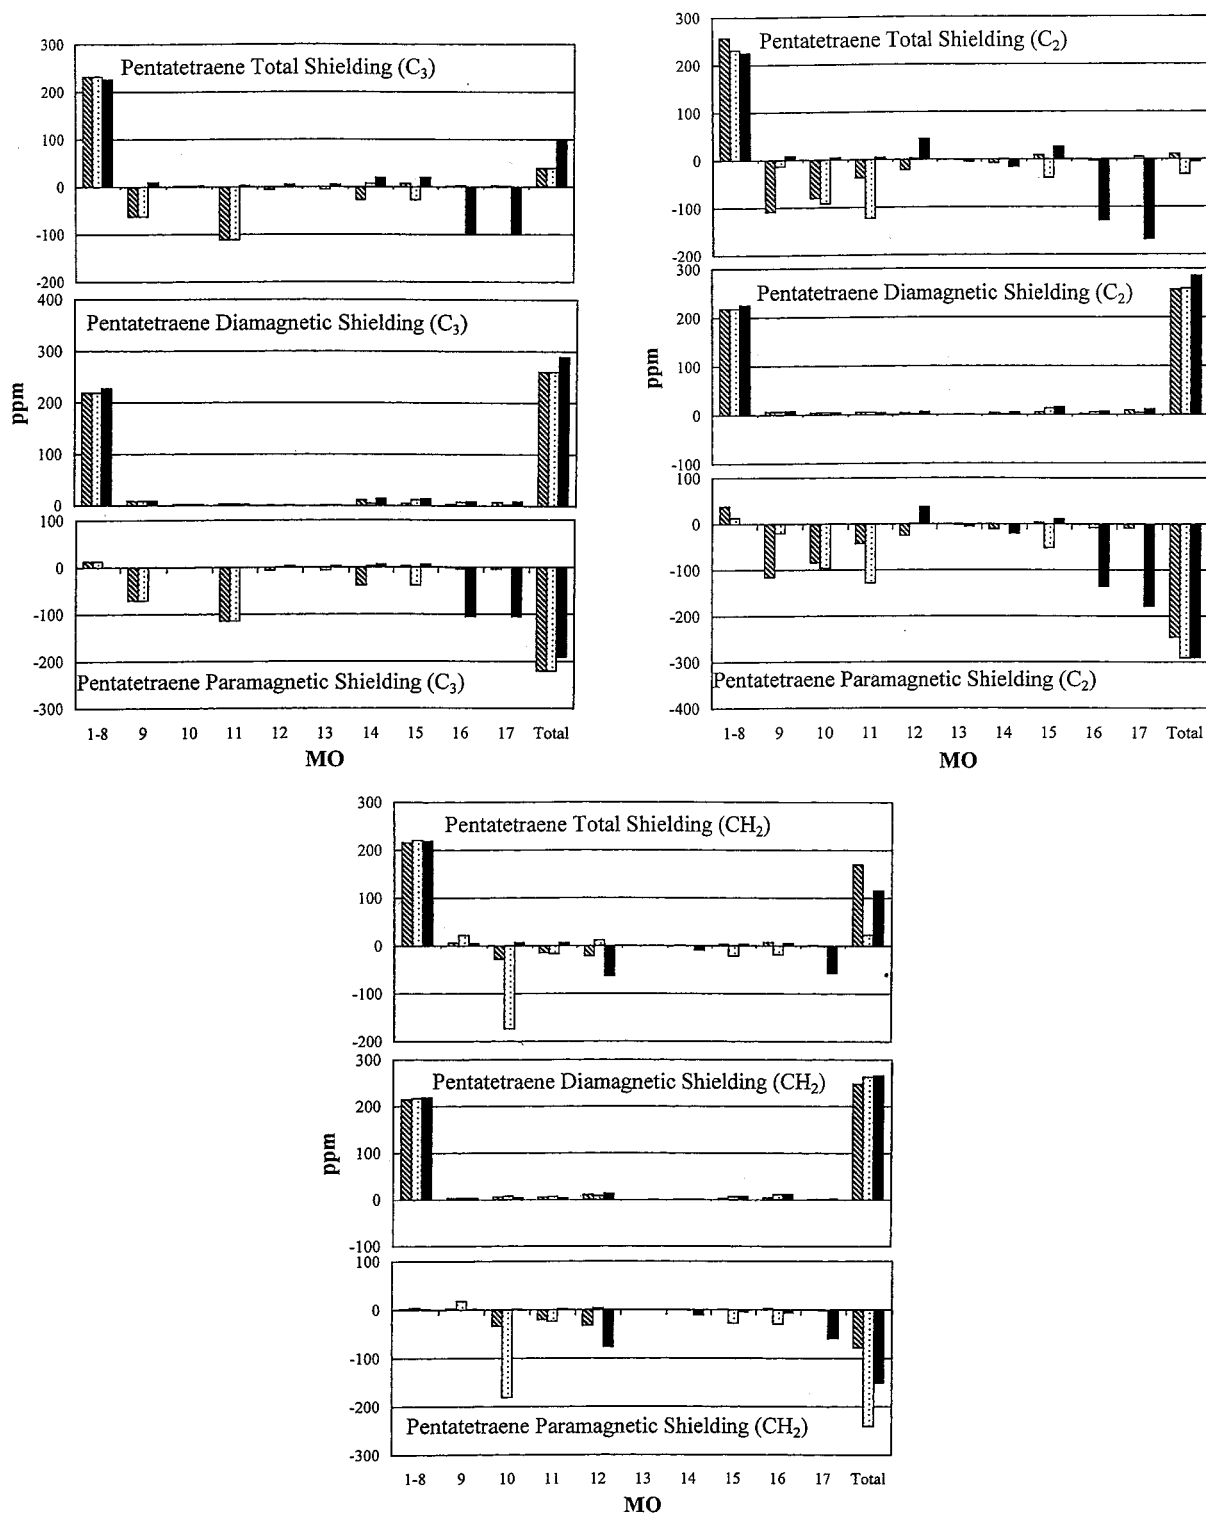 300
Pentatetraene Total Shielding (C3)
200
100
0
-100
-200
400
Pentatetraene Diamagnetic Shielding (C3)
300
200
100
0
ppm
100
0
-100
-200
Pentatetraene Paramagnetic Shielding (C3)
-300
1-8 9 10 11 12 13 14 15 16 17 Total
MO
300
Pentatetraene Total Shielding (C2)
200
100
0
-100
-200
300
Pentatetraene Diamagnetic Shielding (C2)
200
100
0
-100
ppm
100
0
-100
-200
-300
Pentatetraene Paramagnetic Shielding (C2)
-400
1-8 9 10 11 12 13 14 15 16 17 Total
MO
300
Pentatetraene Total Shielding (CH2)
200
100
0
-100
-200
300
Pentatetraene Diamagnetic Shielding (CH2)
200
100
0
-100
ppm
100
0
-100
-200
Pentatetraene Paramagnetic Shielding (CH2)
-300
1-8 9 10 11 12 13 14 15 16 17 Total
MO